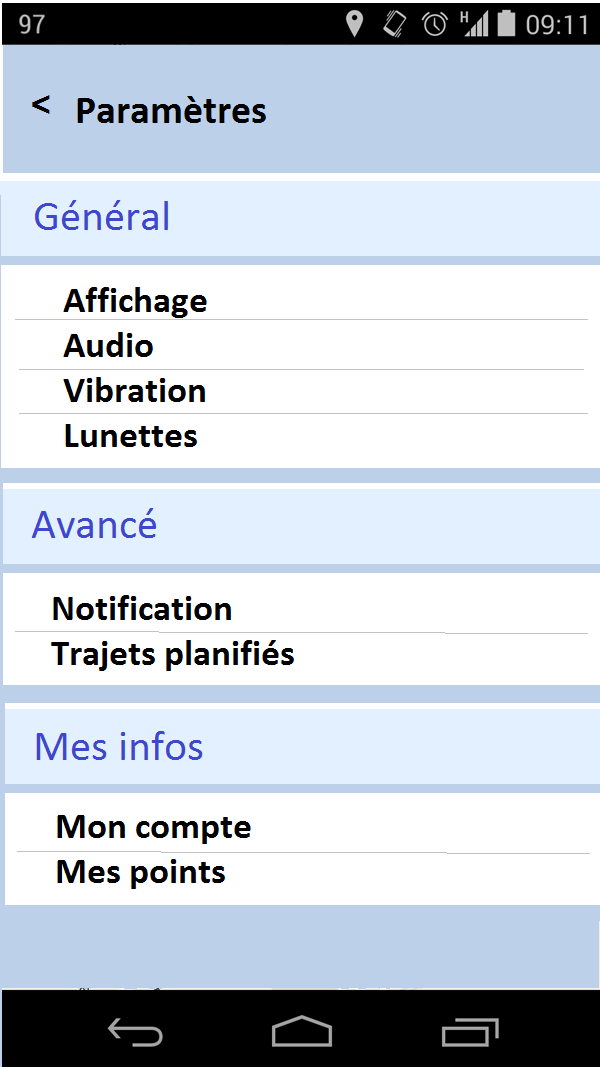 97 H 09:11
< Paramètres
Général
Affichage
Audio
Vibration
Lunettes
Avancé
Notification
Trajets planifiés
Mes infos
Mon compte
Mes points